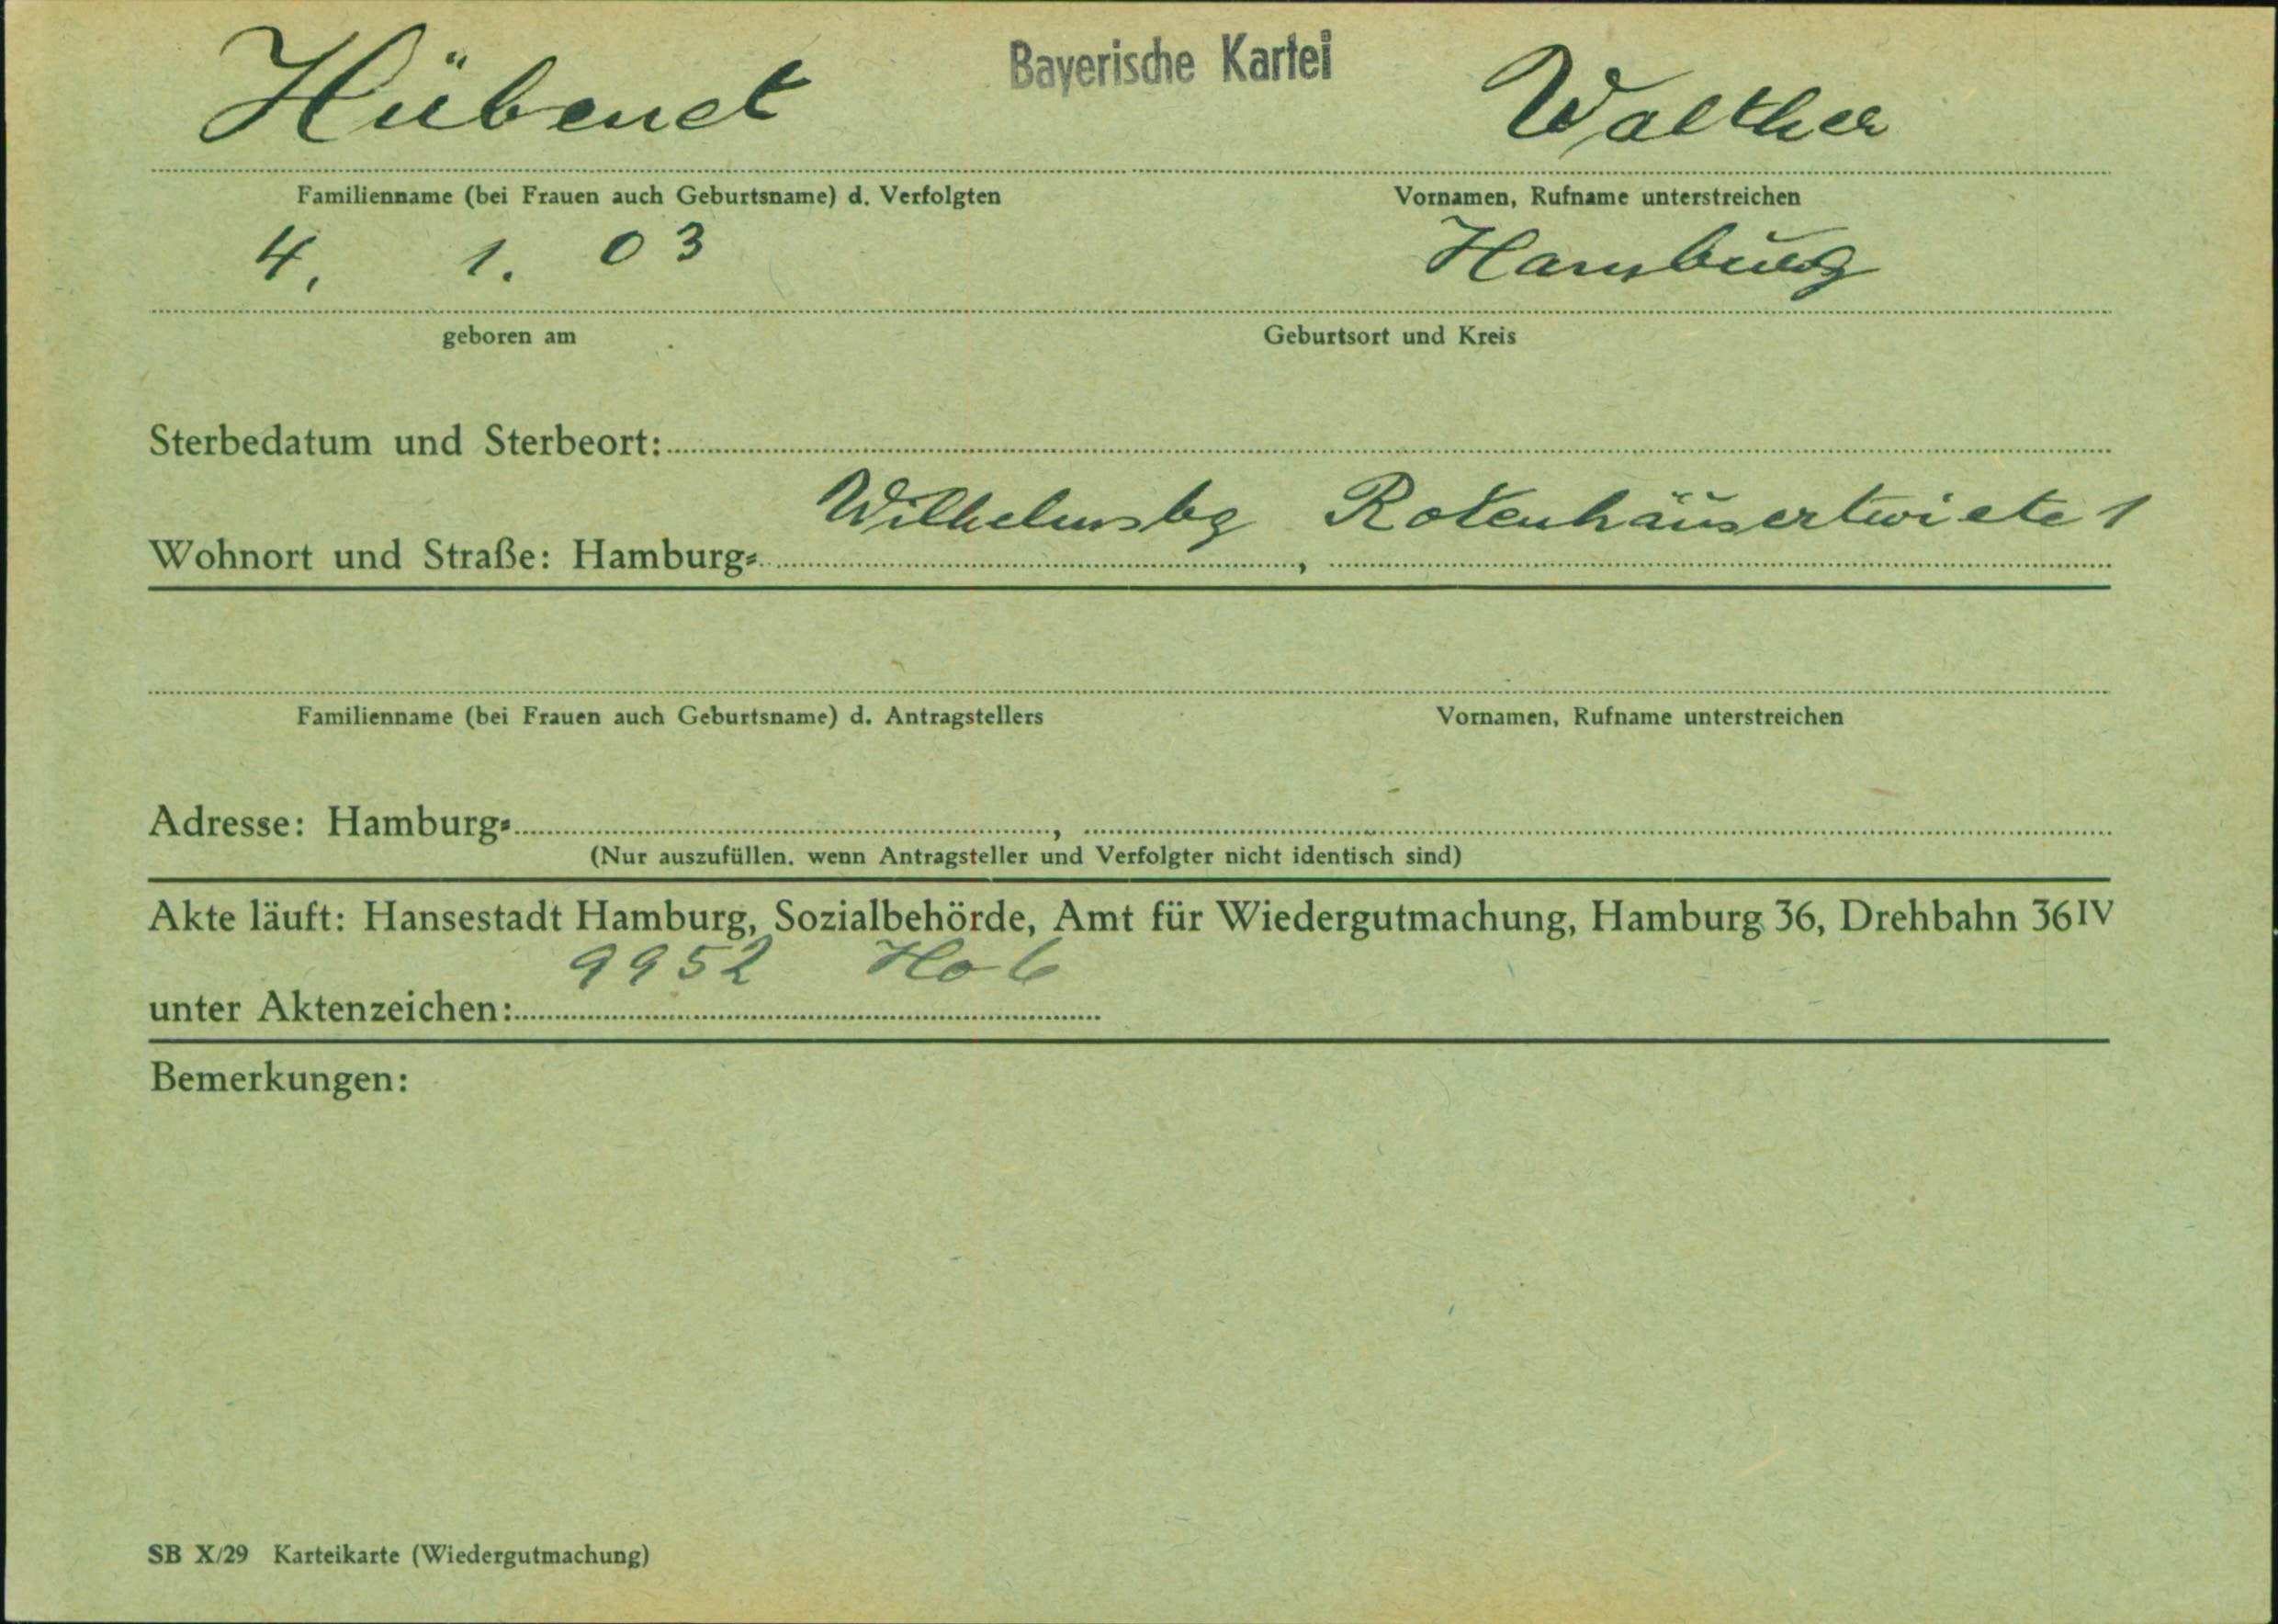 Hübenet Bayerische Kartei Walther
Familienname (bei Frauen auch Geburtsname) d. Verfolgten Vornamen, Rufname unterstreichen
4. 1. 03 Hamburg
geboren am Geburtsort und Kreis
Sterbedatum und Sterbeort:
Wilhelmsbg Rotenhäusertwiete 1
Wohnort und Straße: Hamburg= ,
Familienname (bei Frauen auch Geburtsname) d. Antragstellers Vornamen, Rufname unterstreichen
Adresse: Hamburg= ,
(Nur auszufüllen. wenn Antragsteller und Verfolgter nicht identisch sind)
Akte läuft: Hansestadt Hamburg, Sozialbehörde, Amt für Wiedergutmachung, Hamburg 36, Drehbahn 36 IV
9952
unter Aktenzeichen:
Bemerkungen:
SB X/29 Karteikarte (Wiedergutmachung)